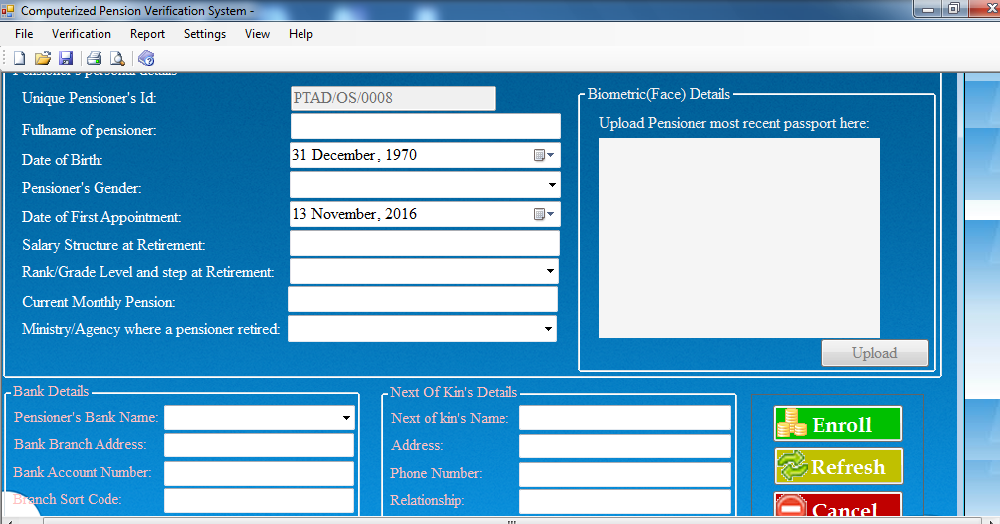 Computerized Pension Verification System -
File Verification Report Settings View Help
Pensioner's personal details
Unique Pensioner's Id: PTAD/OS/0008
Fullname of pensioner:
Date of Birth: 31 December, 1970
Pensioner's Gender:
Date of First Appointment: 13 November, 2016
Salary Structure at Retirement:
Rank/Grade Level and step at Retirement:
Current Monthly Pension:
Ministry/Agency where a pensioner retired:
Biometric(Face) Details
Upload Pensioner most recent passport here:
Upload
Bank Details
Pensioner's Bank Name:
Bank Branch Address:
Bank Account Number:
Branch Sort Code:
Next Of Kin's Details
Next of kin's Name:
Address:
Phone Number:
Relationship:
Enroll
Refresh
Cancel